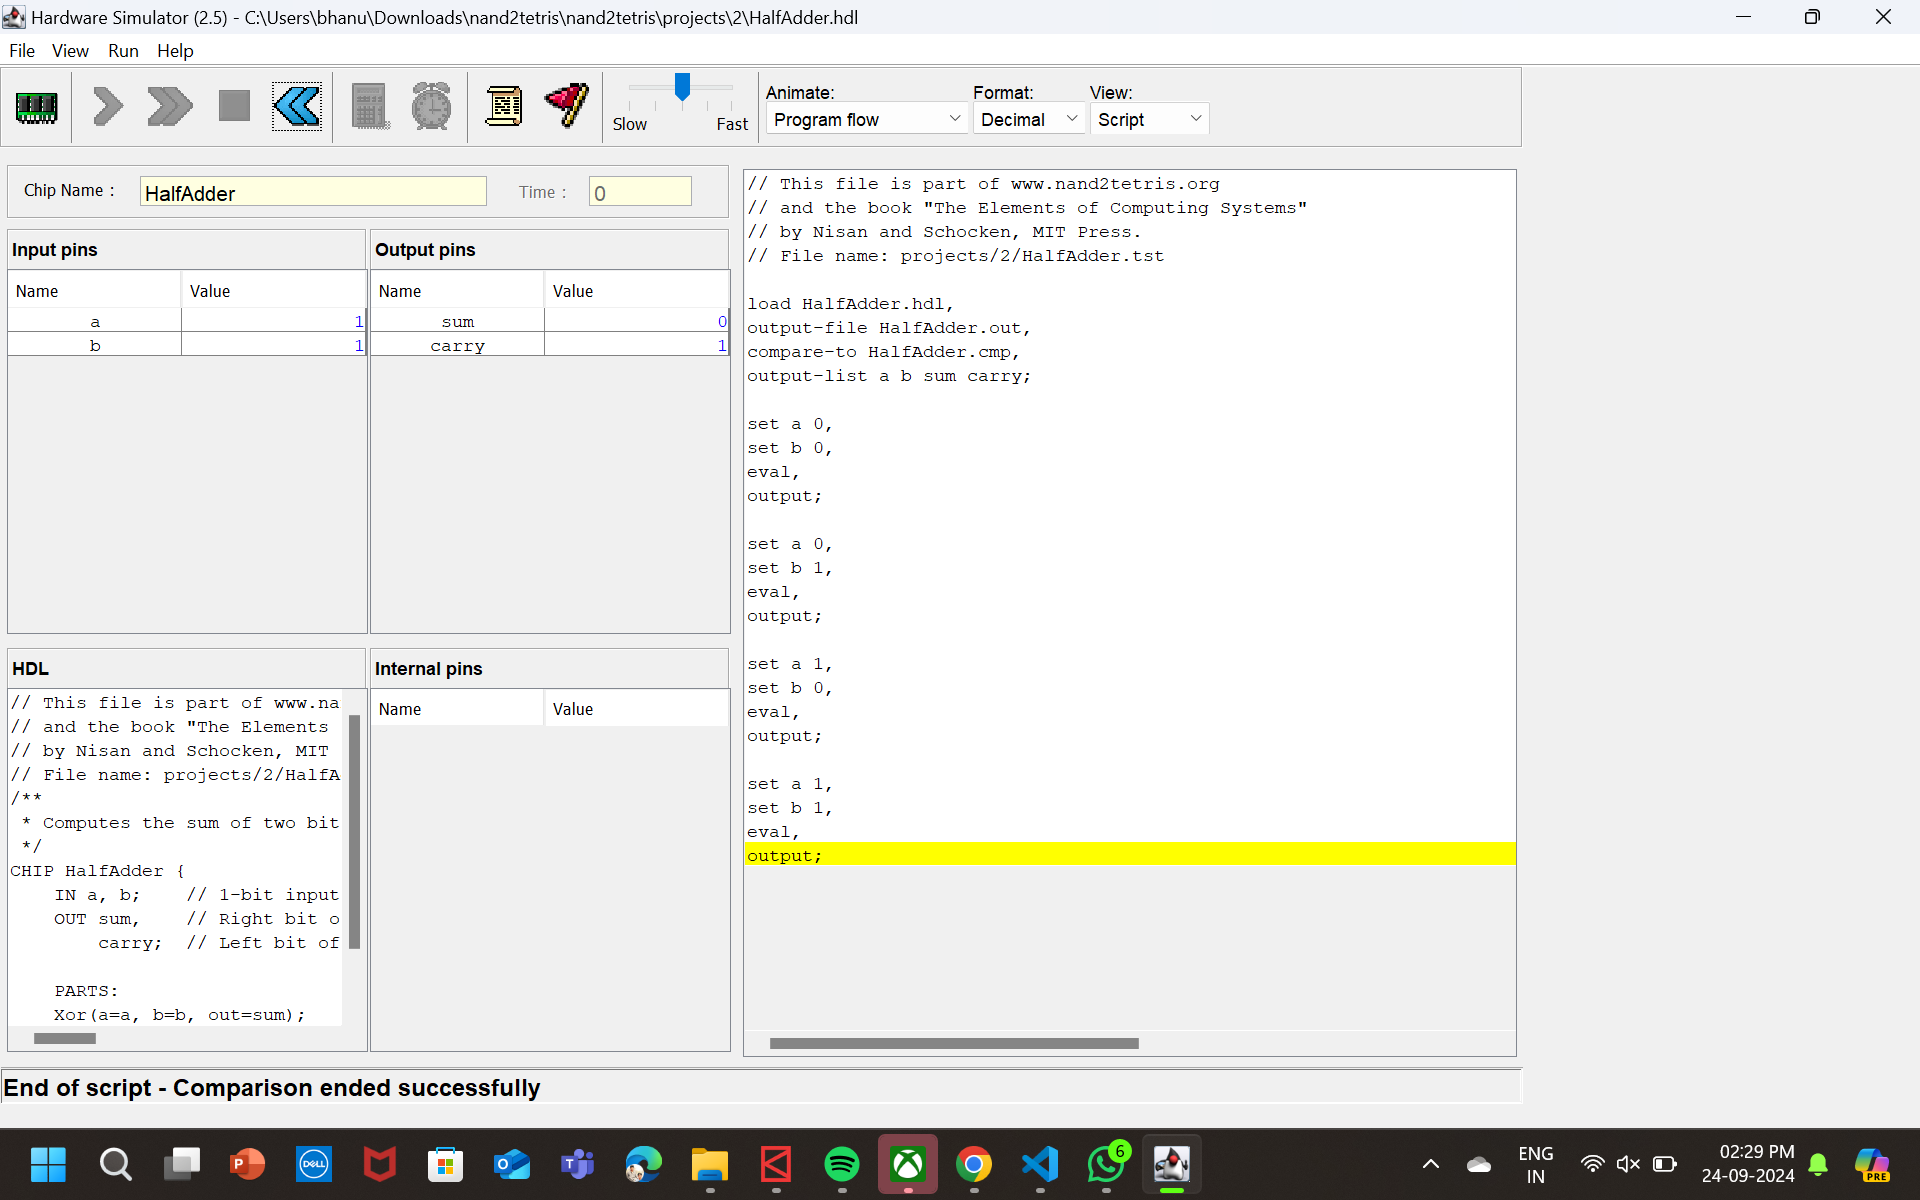 Hardware Simulator (2.5) - C:\Users\bhanu\Downloads\nand2tetris\nand2tetris\projects\2\HalfAdder.hdl
File View Run Help
Slow Fast
Animate: Format: View:
Program flow Decimal Script
Chip Name : HalfAdder Time : 0
Input pins Output pins
Name Value Name Value
a 1 sum 0
b 1 carry 1
// This file is part of www.nand2tetris.org
// and the book "The Elements of Computing Systems"
// by Nisan and Schocken, MIT Press.
// File name: projects/2/HalfAdder.tst
load HalfAdder.hdl,
output-file HalfAdder.out,
compare-to HalfAdder.cmp,
output-list a b sum carry;
set a 0,
set b 0,
eval,
output;
set a 0,
set b 1,
eval,
output;
set a 1,
set b 0,
eval,
output;
set a 1,
set b 1,
eval,
output;
HDL
// This file is part of www.na
// and the book "The Elements
// by Nisan and Schocken, MIT
// File name: projects/2/HalfA
/**
* Computes the sum of two bit
*/
CHIP HalfAdder {
IN a, b; // 1-bit input
OUT sum, // Right bit o
carry; // Left bit of
PARTS:
Xor(a=a, b=b, out=sum);
Internal pins
Name Value
End of script - Comparison ended successfully
P
DELL
O
T
6
ENG
IN
02:29 PM
24-09-2024
PRE